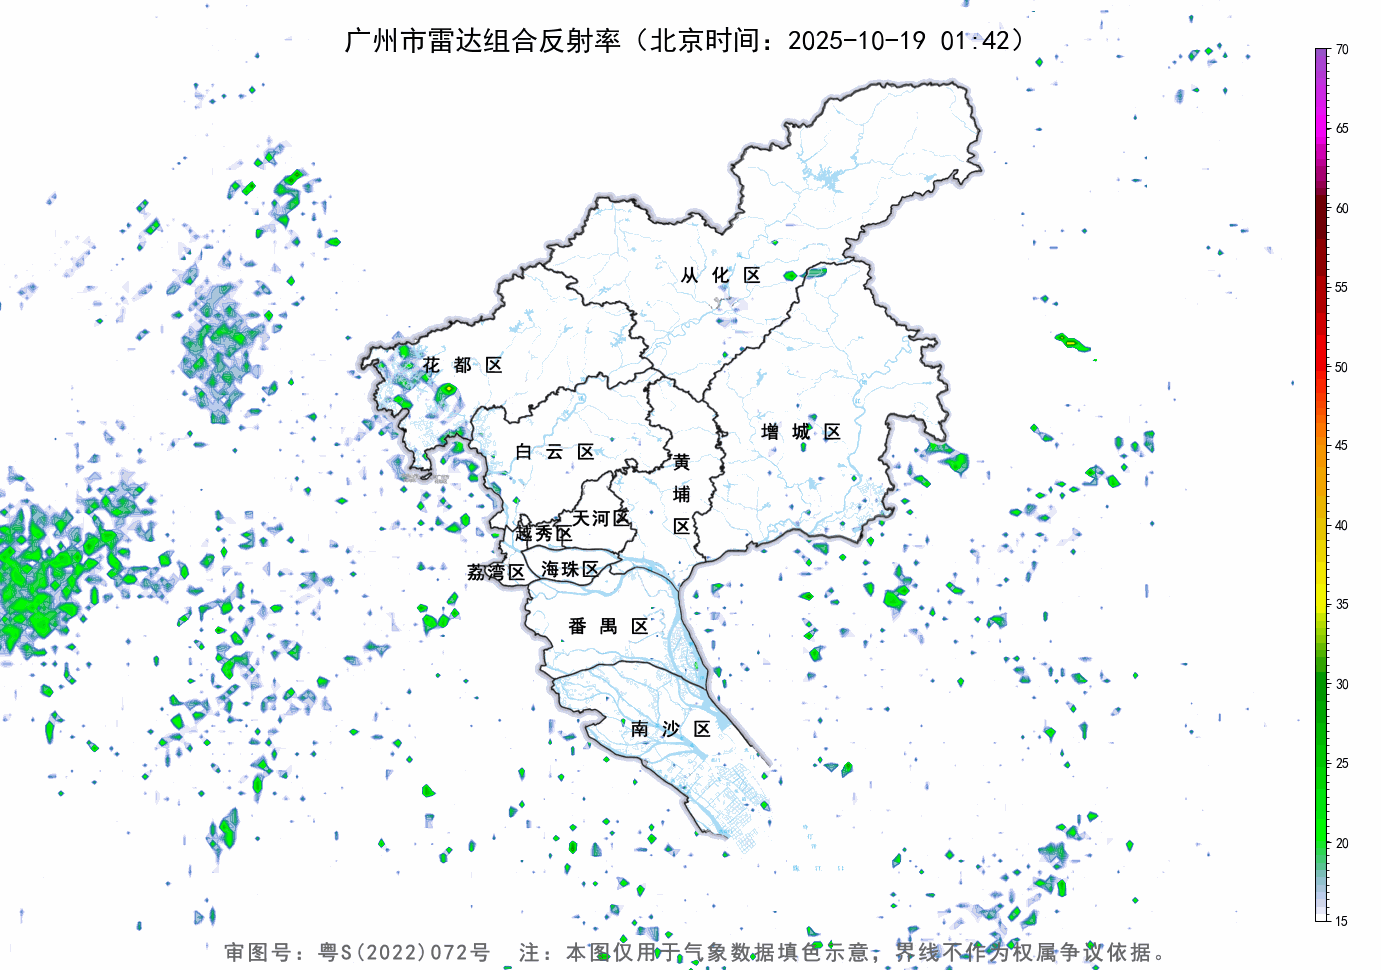 广州市雷达组合反射率（北京时间：2025-10-19 01:42）
70
65
60
55
50
45
40
35
30
25
20
15
从化区
花都区
增城区
白云区
黄埔区
天河区
越秀区
荔湾区
海珠区
番禺区
南沙区
审图号：粤S(2022)072号 注：本图仅用于气象数据填色示意，界线不作为权属争议依据。